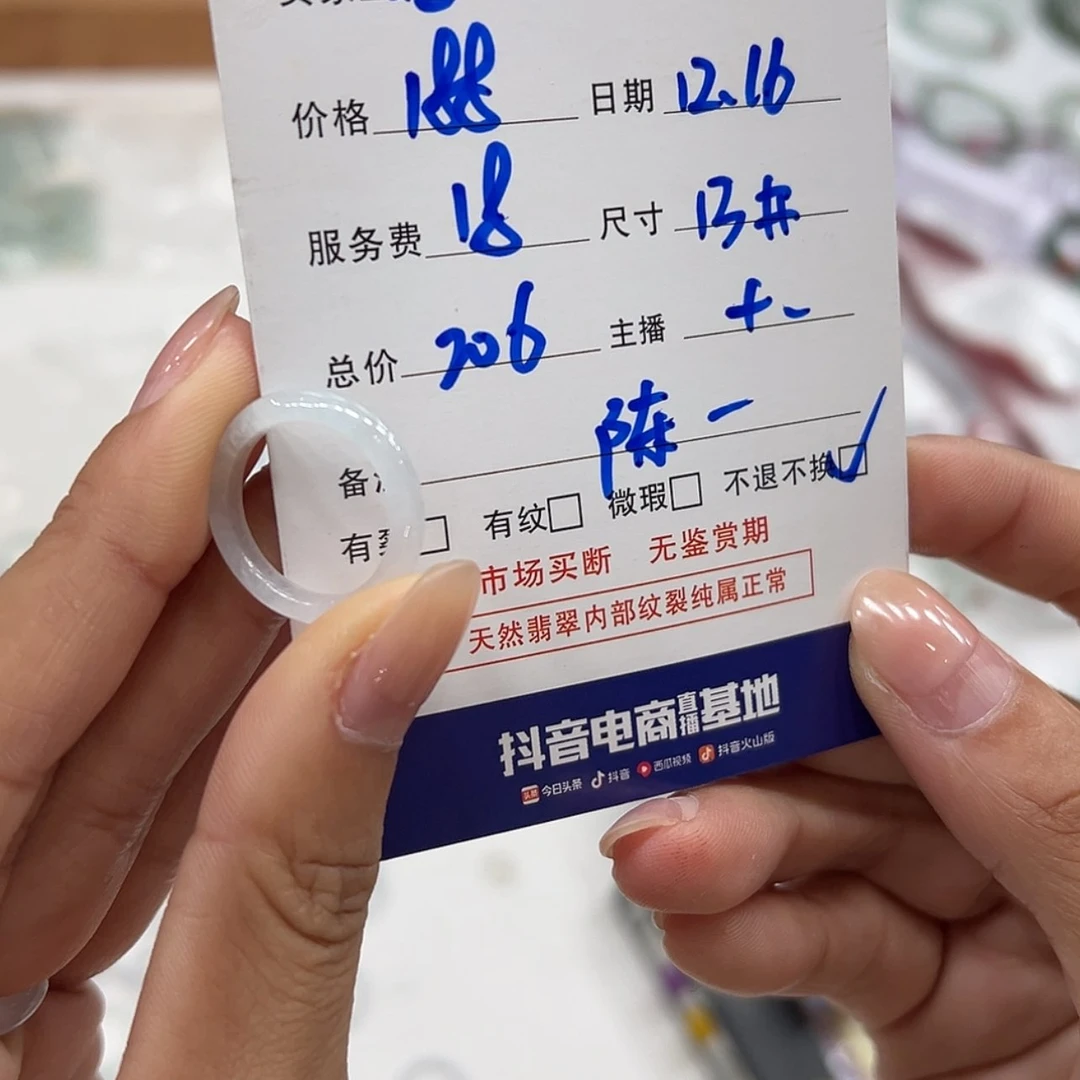 价格 188 日期 12.16
服务费 18 尺寸 13#
总价 206 主播 十一
陈一
备
有 □ 有纹□ 微瑕□ 不退不换☑
市场买断 无鉴赏期
天然翡翠内部纹裂纯属正常
抖音电商直播基地
头条 今日头条 抖音 西瓜视频 抖音火山版